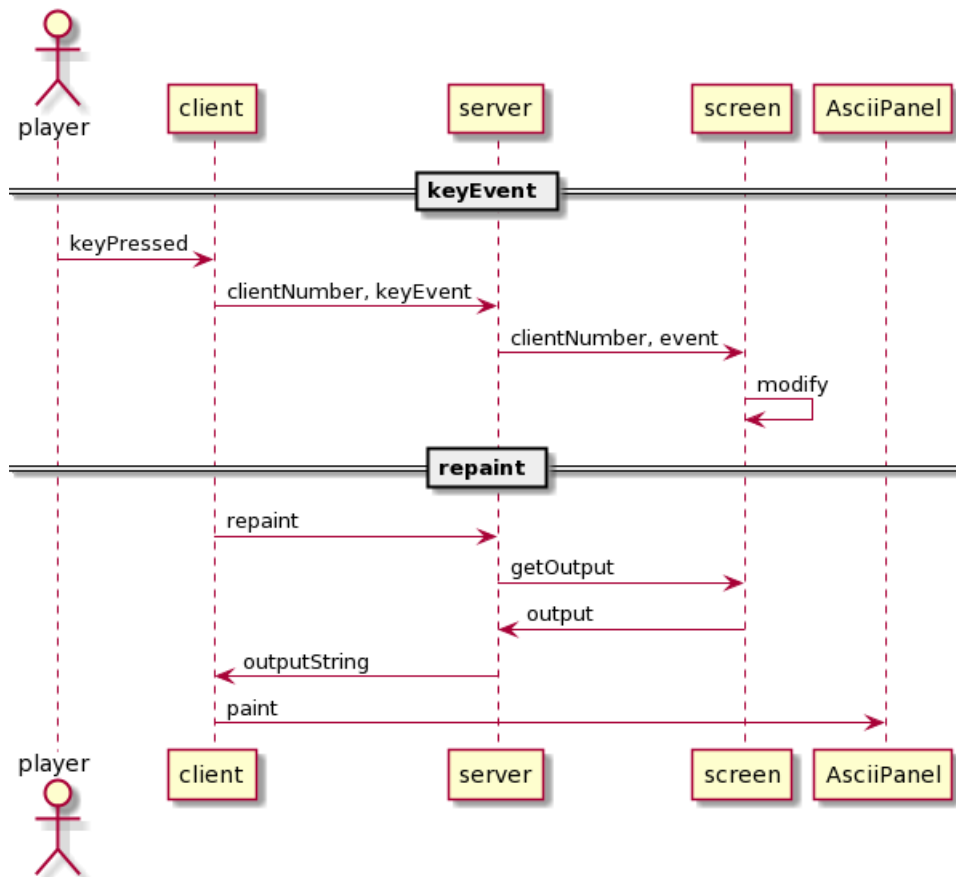 player
client
server
screen
AsciiPanel
keyEvent
keyPressed
clientNumber, keyEvent
clientNumber, event
modify
repaint
repaint
getOutput
output
outputString
paint
player
client
server
screen
AsciiPanel